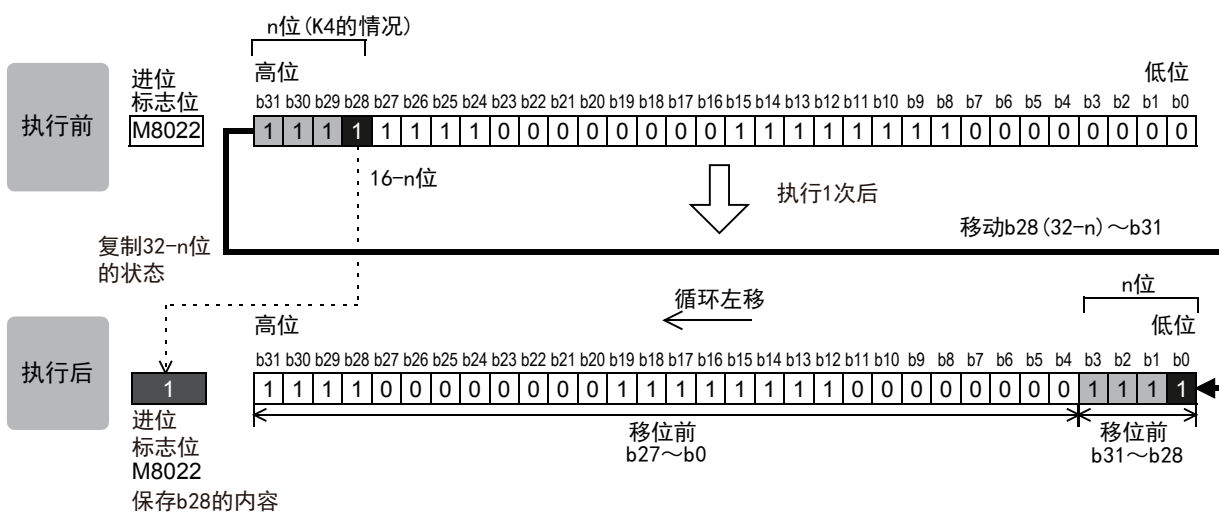 n位(K4的情况)
执行前
进位
标志位
M8022
高位
低位
b31 b30 b29 b28 b27 b26 b25 b24 b23 b22 b21 b20 b19 b18 b17 b16 b15 b14 b13 b12 b11 b10 b9 b8 b7 b6 b5 b4 b3 b2 b1 b0
1 1 1 1 1 1 1 1 0 0 0 0 0 0 0 0 1 1 1 1 1 1 1 1 0 0 0 0 0 0 0 0
16-n位
执行1次后
移动b28(32-n)～b31
复制32-n位
的状态
循环左移
n位
执行后
高位
低位
b31 b30 b29 b28 b27 b26 b25 b24 b23 b22 b21 b20 b19 b18 b17 b16 b15 b14 b13 b12 b11 b10 b9 b8 b7 b6 b5 b4 b3 b2 b1 b0
1
1 1 1 1 0 0 0 0 0 0 0 0 1 1 1 1 1 1 1 1 0 0 0 0 0 0 0 0 1 1 1 1
进位
标志位
M8022
保存b28的内容
移位前
b27～b0
移位前
b31～b28